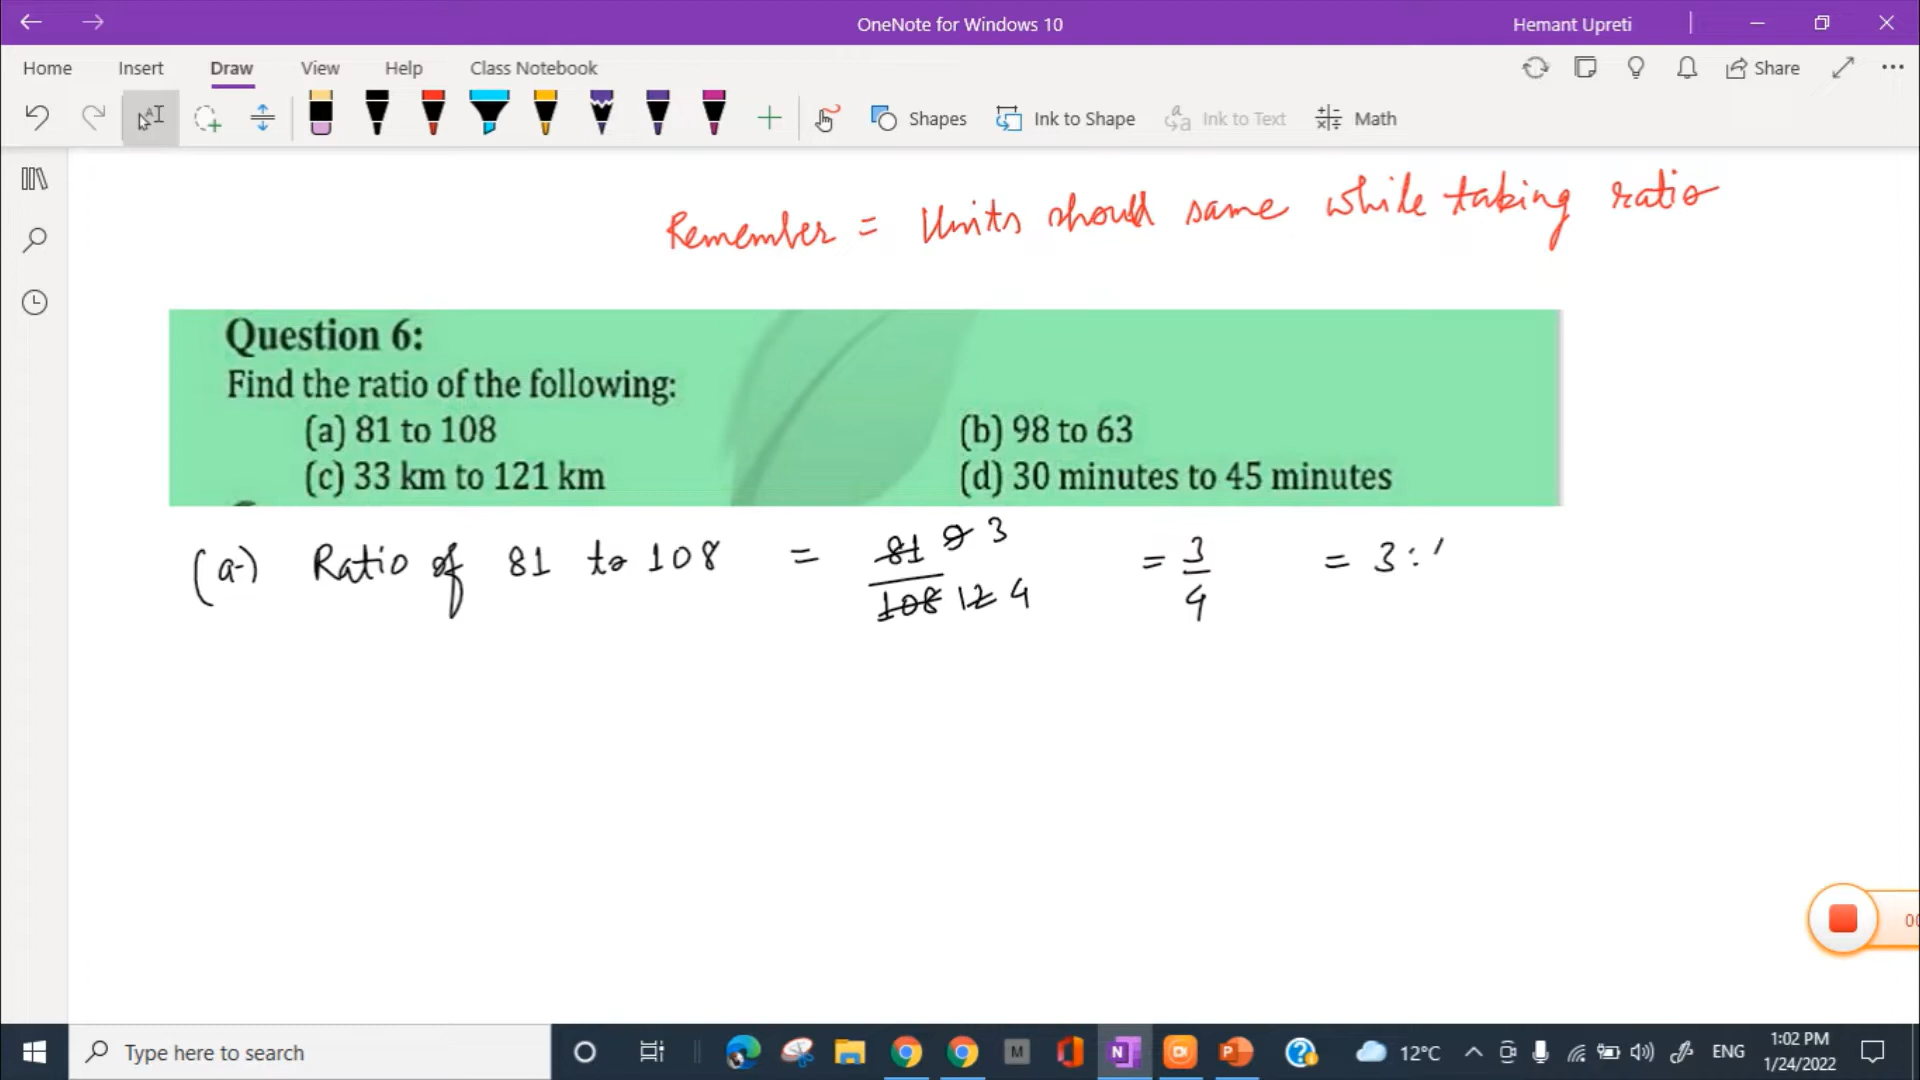 OneNote for Windows 10
Hemant Upreti
Home Insert Draw View Help Class Notebook
Share
Shapes Ink to Shape Ink to Text Math
Remember = Units should same while taking ratio
Question 6:
Find the ratio of the following:
(a) 81 to 108 (b) 98 to 63
(c) 33 km to 121 km (d) 30 minutes to 45 minutes
(a) Ratio of 81 to 108 = 81 9 3 / 108 12 4 = 3/4 = 3 :
Type here to search
12°C
ENG
1:02 PM
1/24/2022